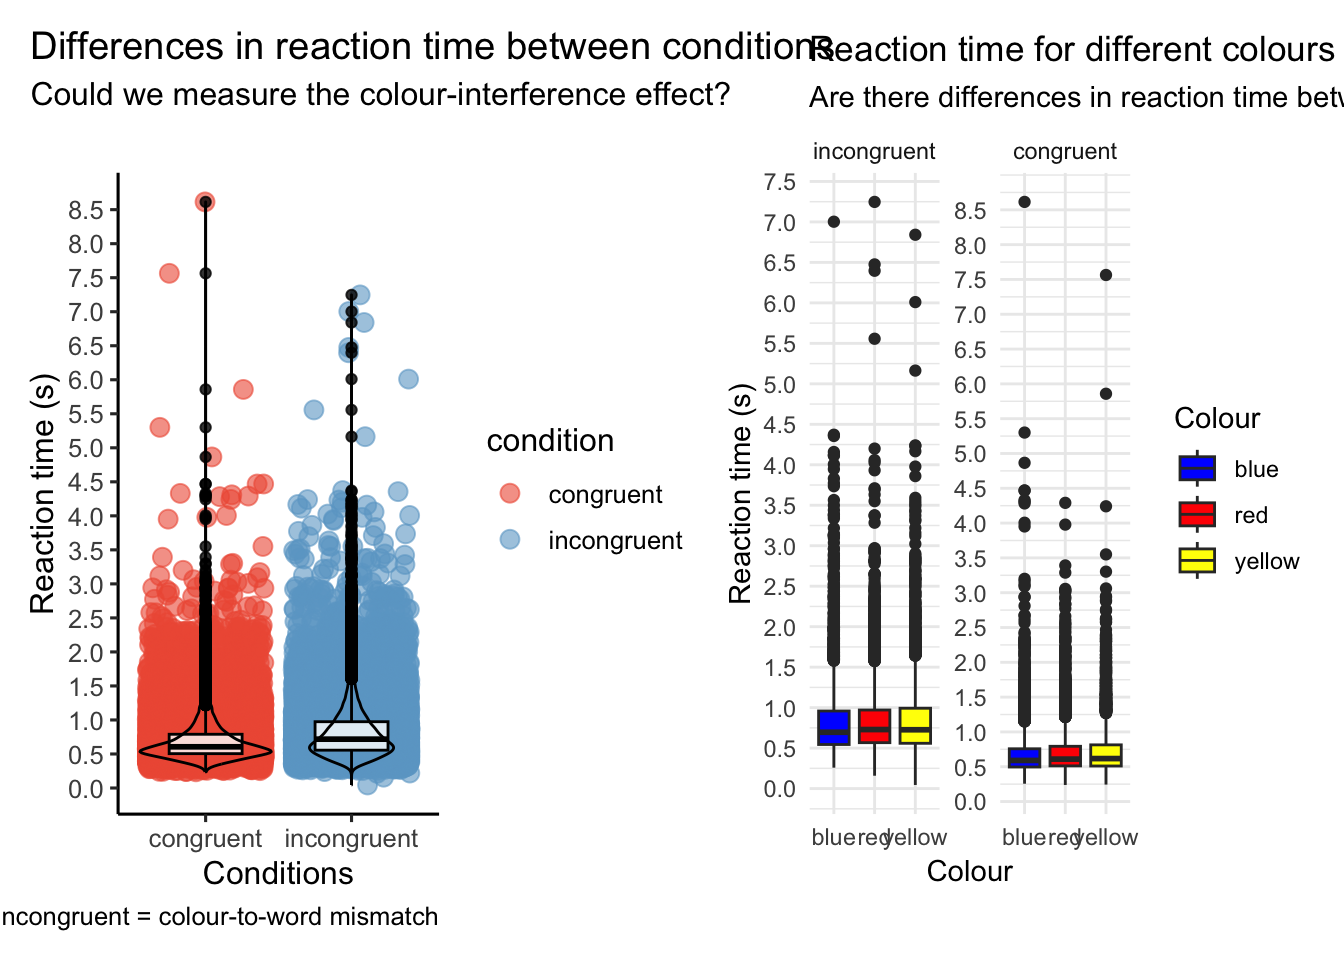 Differences in reaction time between conditions
Could we measure the colour-interference effect?
Reaction time (s)
8.5
8.0
7.5
7.0
6.5
6.0
5.5
5.0
4.5
4.0
3.5
3.0
2.5
2.0
1.5
1.0
0.5
0.0
congruent incongruent
Conditions
ncongruent = colour-to-word mismatch
condition
congruent
incongruent
Reaction time for different colours
Are there differences in reaction time betw
Reaction time (s)
incongruent
7.5
7.0
6.5
6.0
5.5
5.0
4.5
4.0
3.5
3.0
2.5
2.0
1.5
1.0
0.5
0.0
blue red yellow
congruent
8.5
8.0
7.5
7.0
6.5
6.0
5.5
5.0
4.5
4.0
3.5
3.0
2.5
2.0
1.5
1.0
0.5
0.0
blue red yellow
Colour
Colour
blue
red
yellow